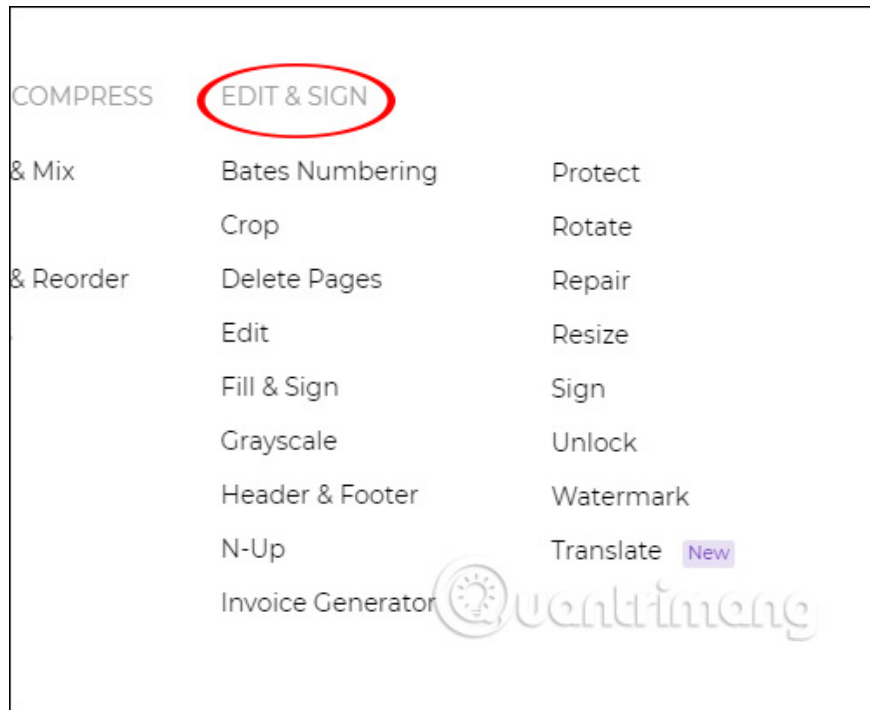 COMPRESS
EDIT & SIGN
& Mix
Bates Numbering
Protect
Crop
Rotate
& Reorder
Delete Pages
Repair
Edit
Resize
Fill & Sign
Sign
Grayscale
Unlock
Header & Footer
Watermark
N-Up
Translate New
Invoice Generator
Quantrimang